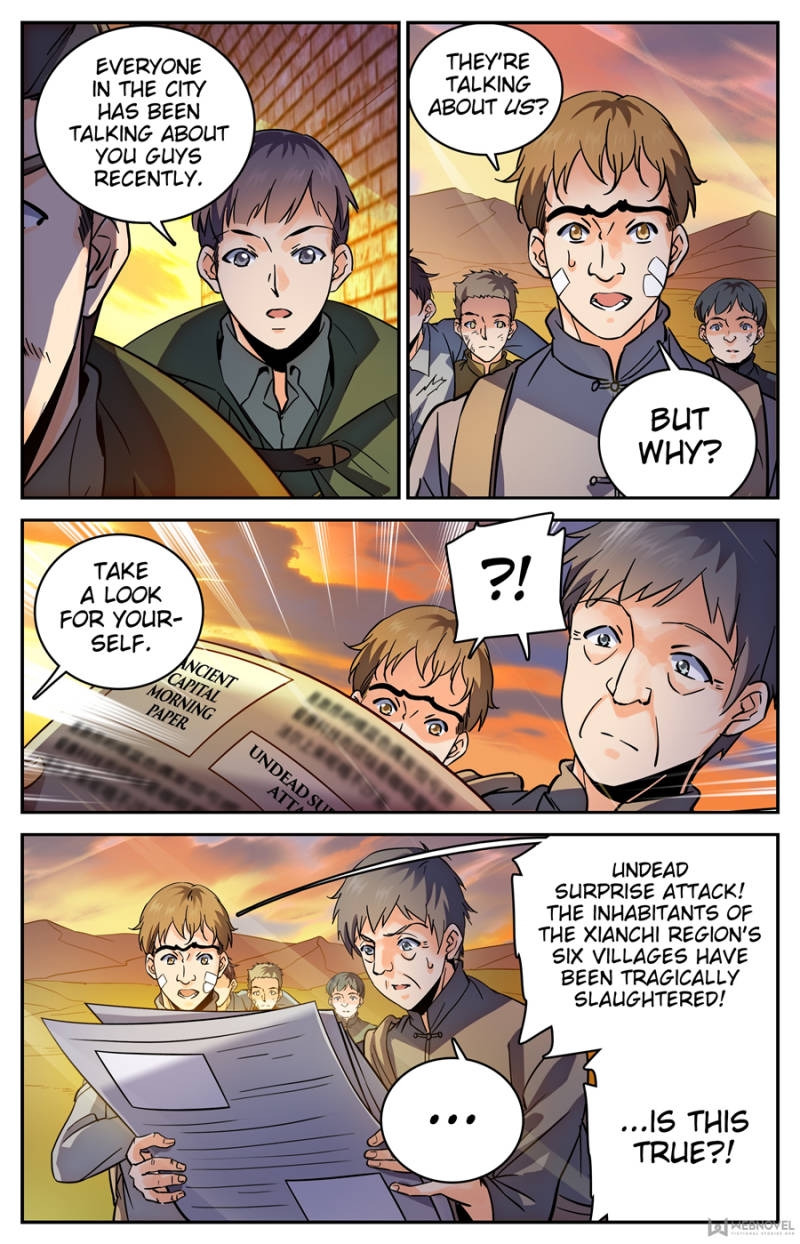 EVERYONE
IN THE CITY
HAS BEEN
TALKING ABOUT
YOU GUYS
RECENTLY.
THEY'RE
TALKING
ABOUT US?
BUT
WHY?
TAKE
A LOOK
FOR YOUR-
SELF.
?!
ANCIENT
CAPITAL
MORNING
PAPER
UNDEAD
UNDEAD
SURPRISE ATTACK!
THE INHABITANTS OF
THE XIANCHI REGION'S
SIX VILLAGES HAVE
BEEN TRAGICALLY
SLAUGHTERED!
...
...IS THIS
TRUE?!
WEBNOVEL